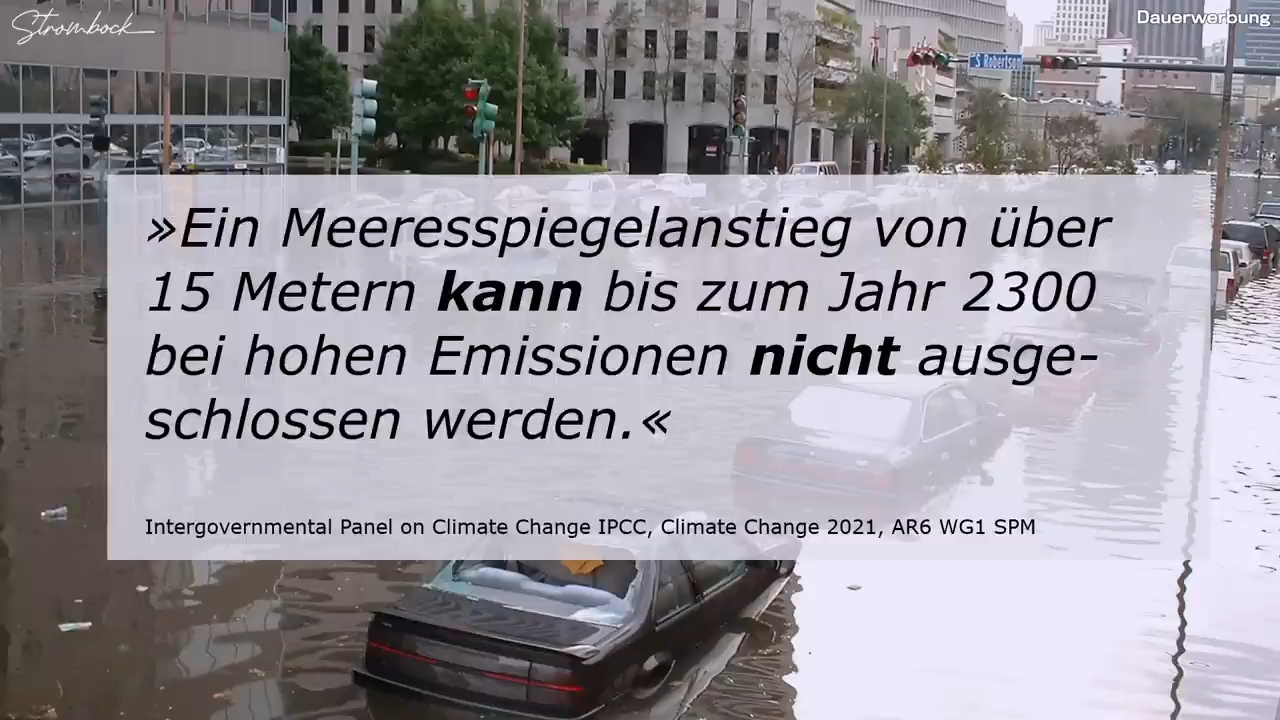 Strombock
Dauerwerbung
S Robertson
»Ein Meeresspiegelanstieg von über
15 Metern kann bis zum Jahr 2300
bei hohen Emissionen nicht ausge-
schlossen werden.«
Intergovernmental Panel on Climate Change IPCC, Climate Change 2021, AR6 WG1 SPM